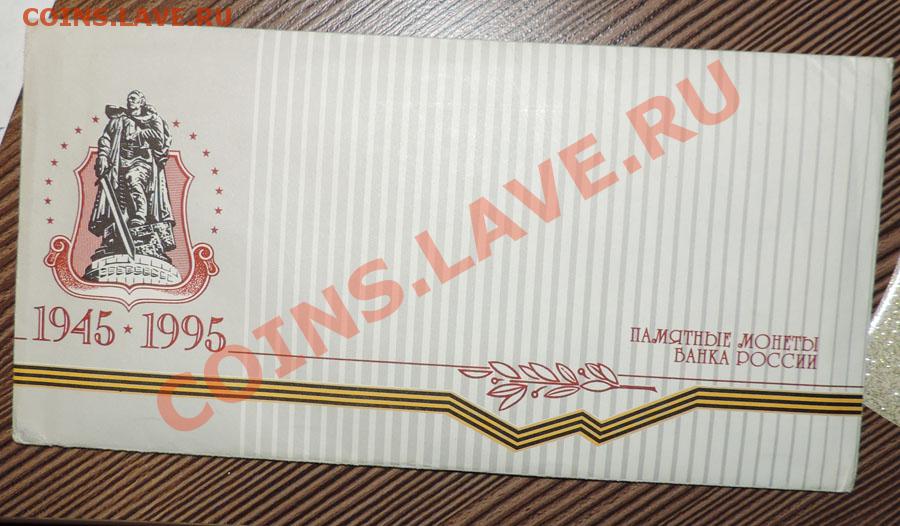 COINS.LAVE.RU
COINS.LAVE.RU
1945 ★ 1995
ПАМЯТНЫЕ МОНЕТЫ
БАНКА РОССИИ